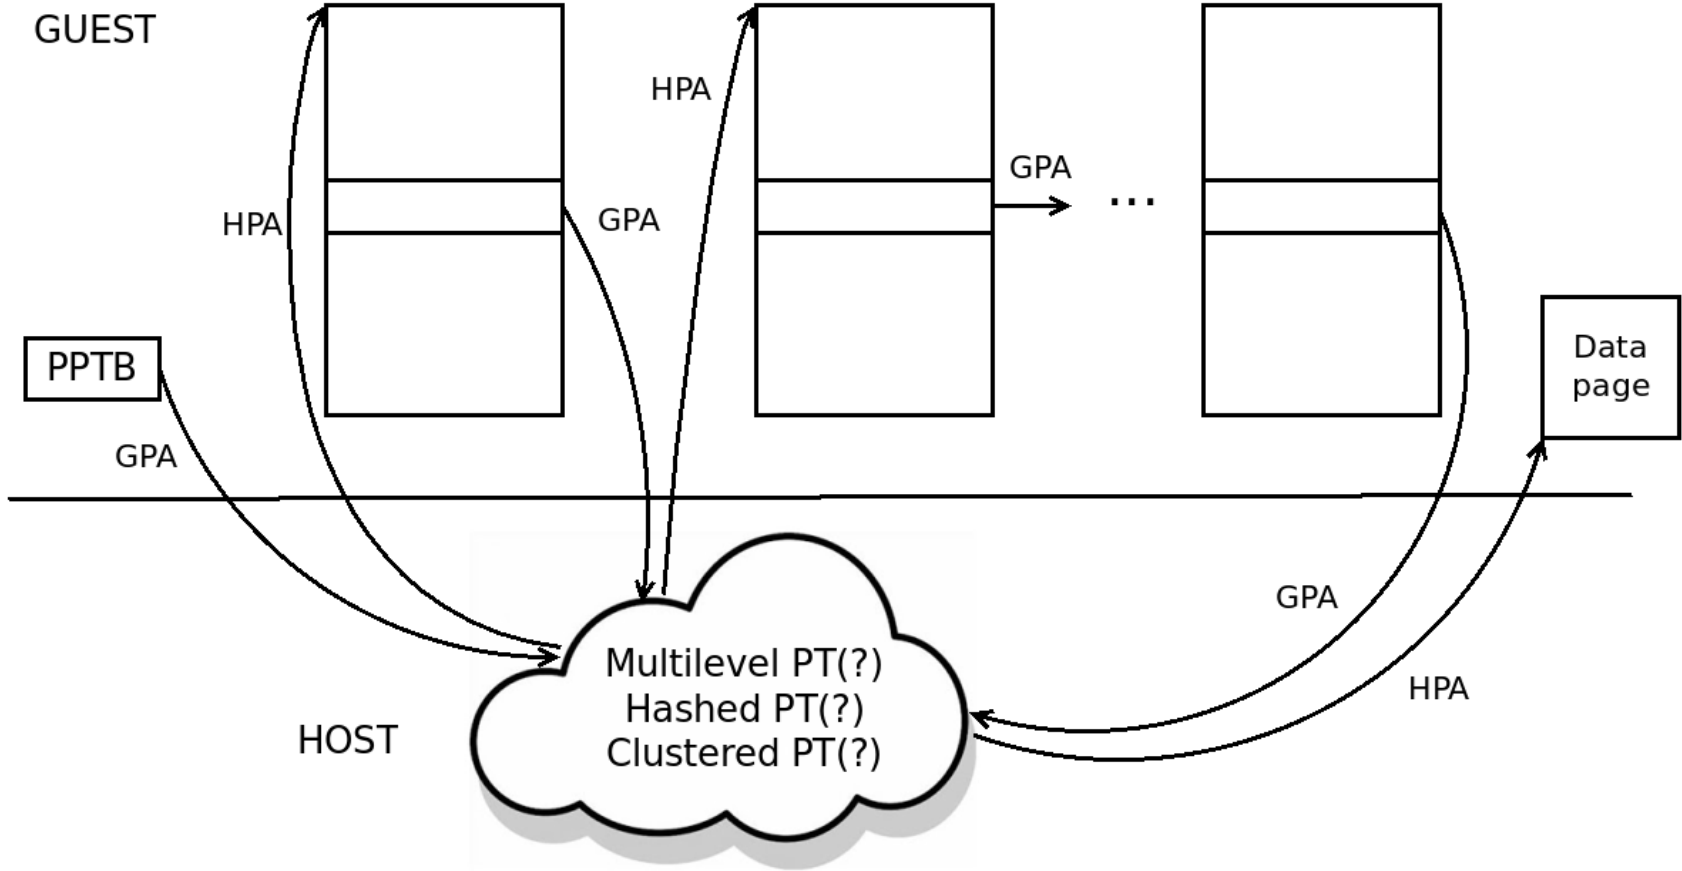 GUEST
HPA
GPA
HPA
GPA
...
PPTB
GPA
Data
page
HOST
Multilevel PT(?)
Hashed PT(?)
Clustered PT(?)
GPA
HPA